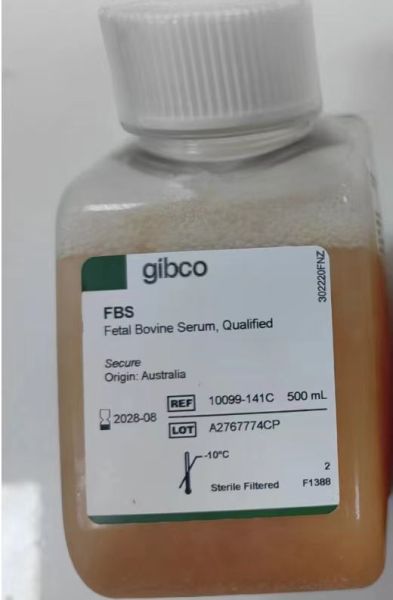 gibco
302220FNZ
FBS
Fetal Bovine Serum, Qualified
Secure
Origin: Australia
REF 10099-141C 500 mL
2028-08
LOT A2767774CP
-10°C
2
Sterile Filtered F1388